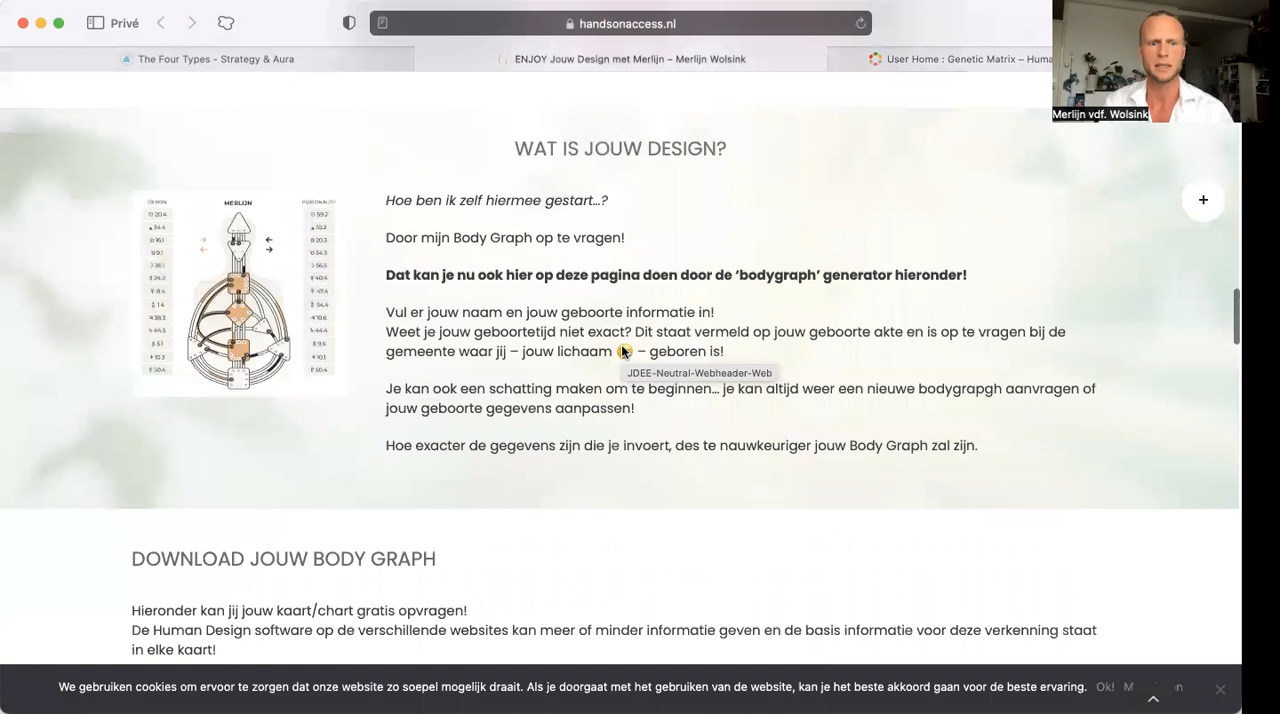 Privé
handsonaccess.nl
The Four Types - Strategy & Aura
ENJOY Jouw Design met Merlijn – Merlijn Wolsink
User Home : Genetic Matrix – Huma
Merlijn vdf. Wolsink
WAT IS JOUW DESIGN?
DESIGN
MERLIJN
PERSONALITY
Hoe ben ik zelf hiermee gestart...?
Door mijn Body Graph op te vragen!
Dat kan je nu ook hier op deze pagina doen door de ‘bodygraph’ generator hieronder!
Vul er jouw naam en jouw geboorte informatie in!
Weet je jouw geboortetijd niet exact? Dit staat vermeld op jouw geboorte akte en is op te vragen bij de
gemeente waar jij – jouw lichaam – geboren is!
JDEE-Neutral-Webheader-Web
Je kan ook een schatting maken om te beginnen… je kan altijd weer een nieuwe bodygrapgh aanvragen of
jouw geboorte gegevens aanpassen!
Hoe exacter de gegevens zijn die je invoert, des te nauwkeuriger jouw Body Graph zal zijn.
DOWNLOAD JOUW BODY GRAPH
Hieronder kan jij jouw kaart/chart gratis opvragen!
De Human Design software op de verschillende websites kan meer of minder informatie geven en de basis informatie voor deze verkenning staat
in elke kaart!
We gebruiken cookies om ervoor te zorgen dat onze website zo soepel mogelijk draait. Als je doorgaat met het gebruiken van de website, kan je het beste akkoord gaan voor de beste ervaring. Ok!